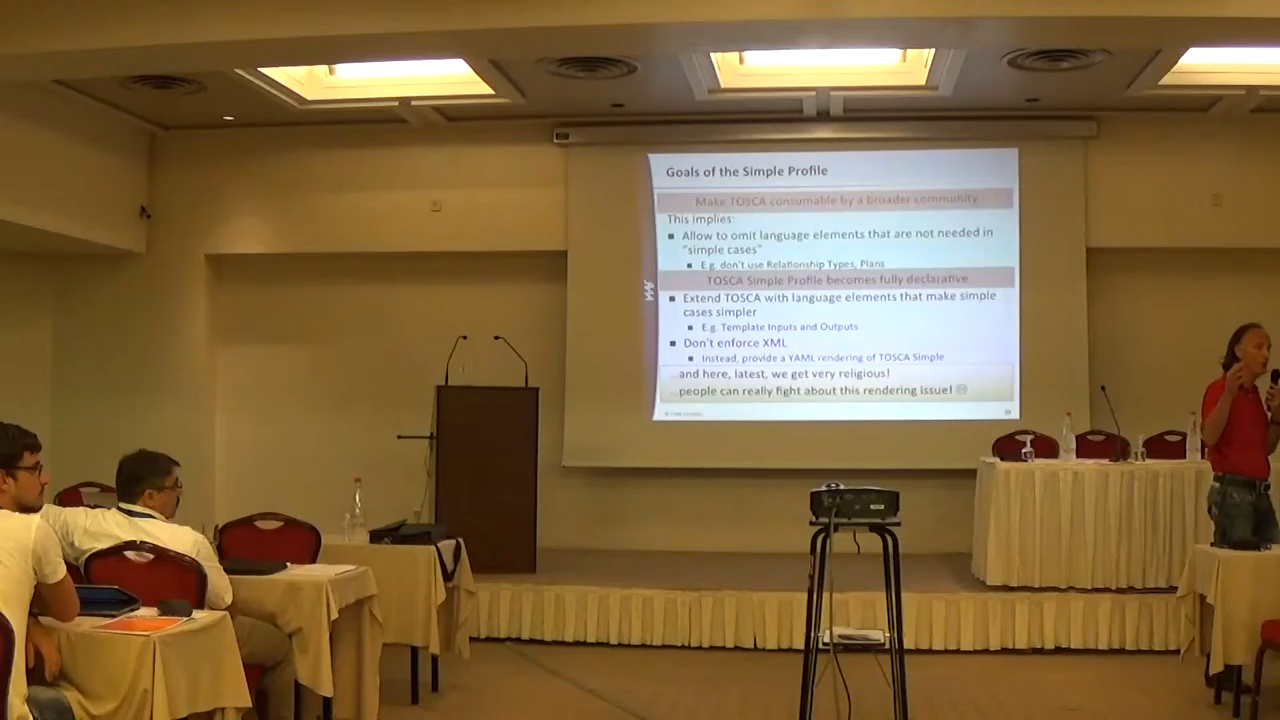 Goals of the Simple Profile
Make TOSCA consumable by a broader community
This implies:
Allow to omit language elements that are not needed in
"simple cases"
E.g. don't use Relationship Types, Plans
TOSCA Simple Profile becomes fully declarative
Extend TOSCA with language elements that make simple
cases simpler
E.g. Template Inputs and Outputs
Don't enforce XML
Instead, provide a YAML rendering of TOSCA Simple
and here, latest, we get very religious!
people can really fight about this rendering issue! ☹